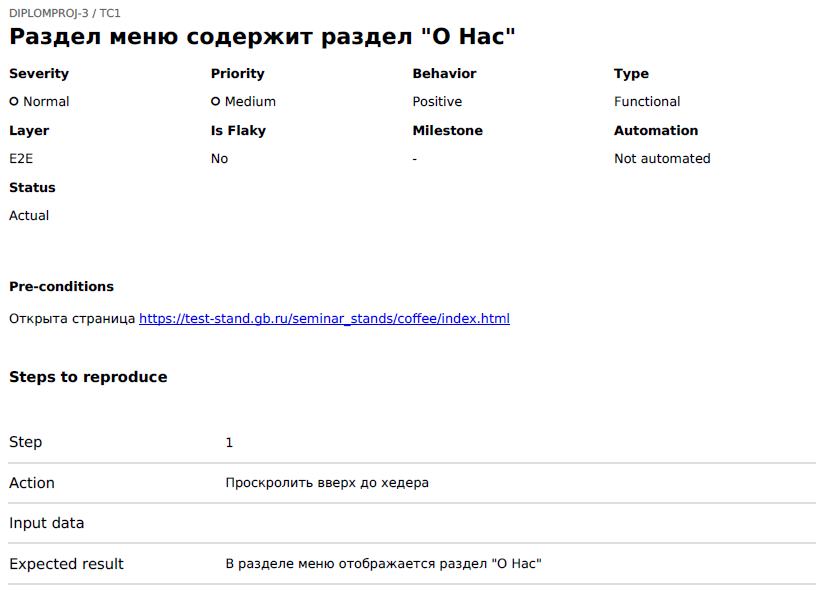 DIPLOMPROJ-3 / TC1
Раздел меню содержит раздел "О Нас"
Severity Priority Behavior Type
Normal Medium Positive Functional
Layer Is Flaky Milestone Automation
E2E No - Not automated
Status
Actual
Pre-conditions
Открыта страница https://test-stand.gb.ru/seminar_stands/coffee/index.html
Steps to reproduce
Step 1
Action Проскролить вверх до хедера
Input data
Expected result В разделе меню отображается раздел "О Нас"